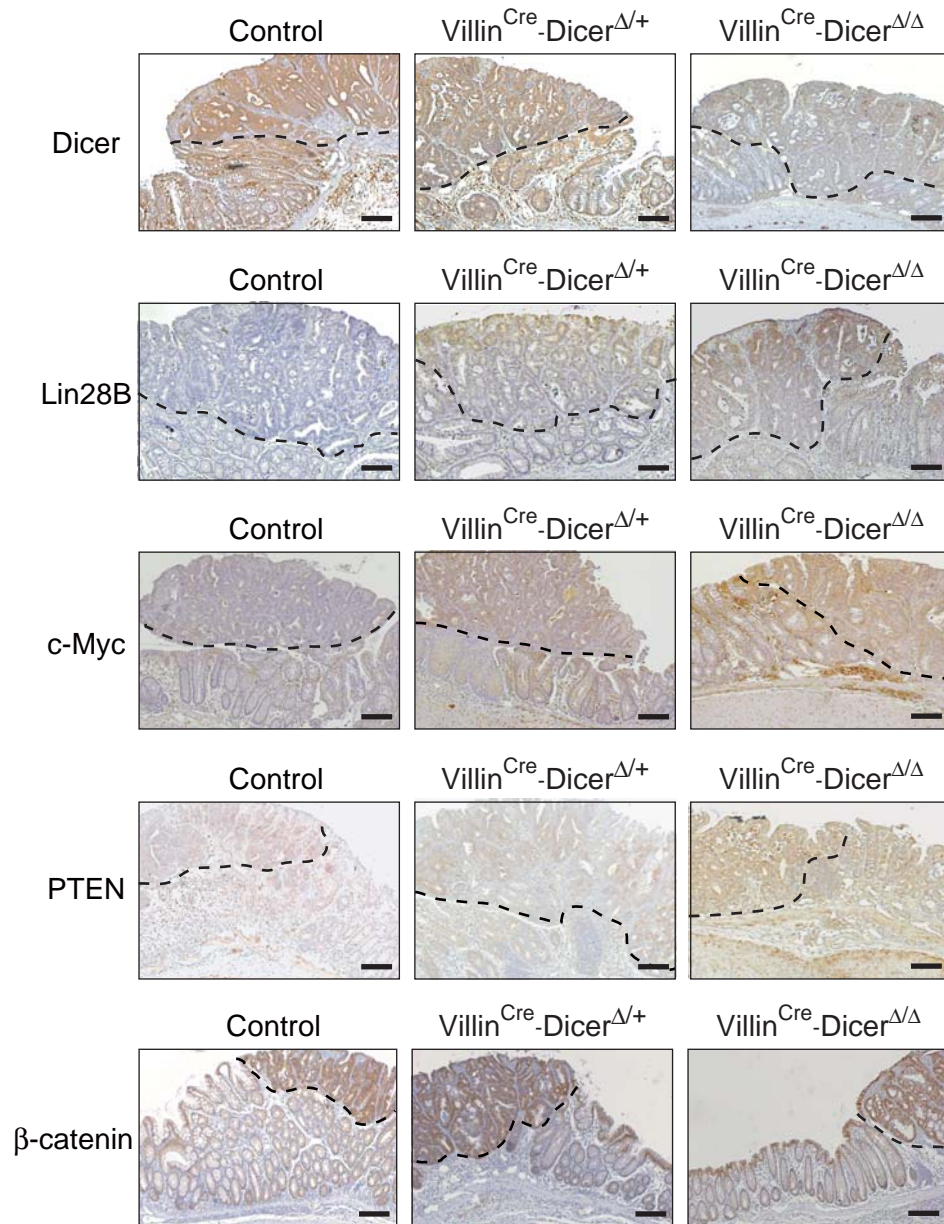 Control Villin^Cre-Dicer^Δ/+ Villin^Cre-Dicer^Δ/Δ
Dicer
Control Villin^Cre-Dicer^Δ/+ Villin^Cre-Dicer^Δ/Δ
Lin28B
Control Villin^Cre-Dicer^Δ/+ Villin^Cre-Dicer^Δ/Δ
c-Myc
Control Villin^Cre-Dicer^Δ/+ Villin^Cre-Dicer^Δ/Δ
PTEN
Control Villin^Cre-Dicer^Δ/+ Villin^Cre-Dicer^Δ/Δ
β-catenin